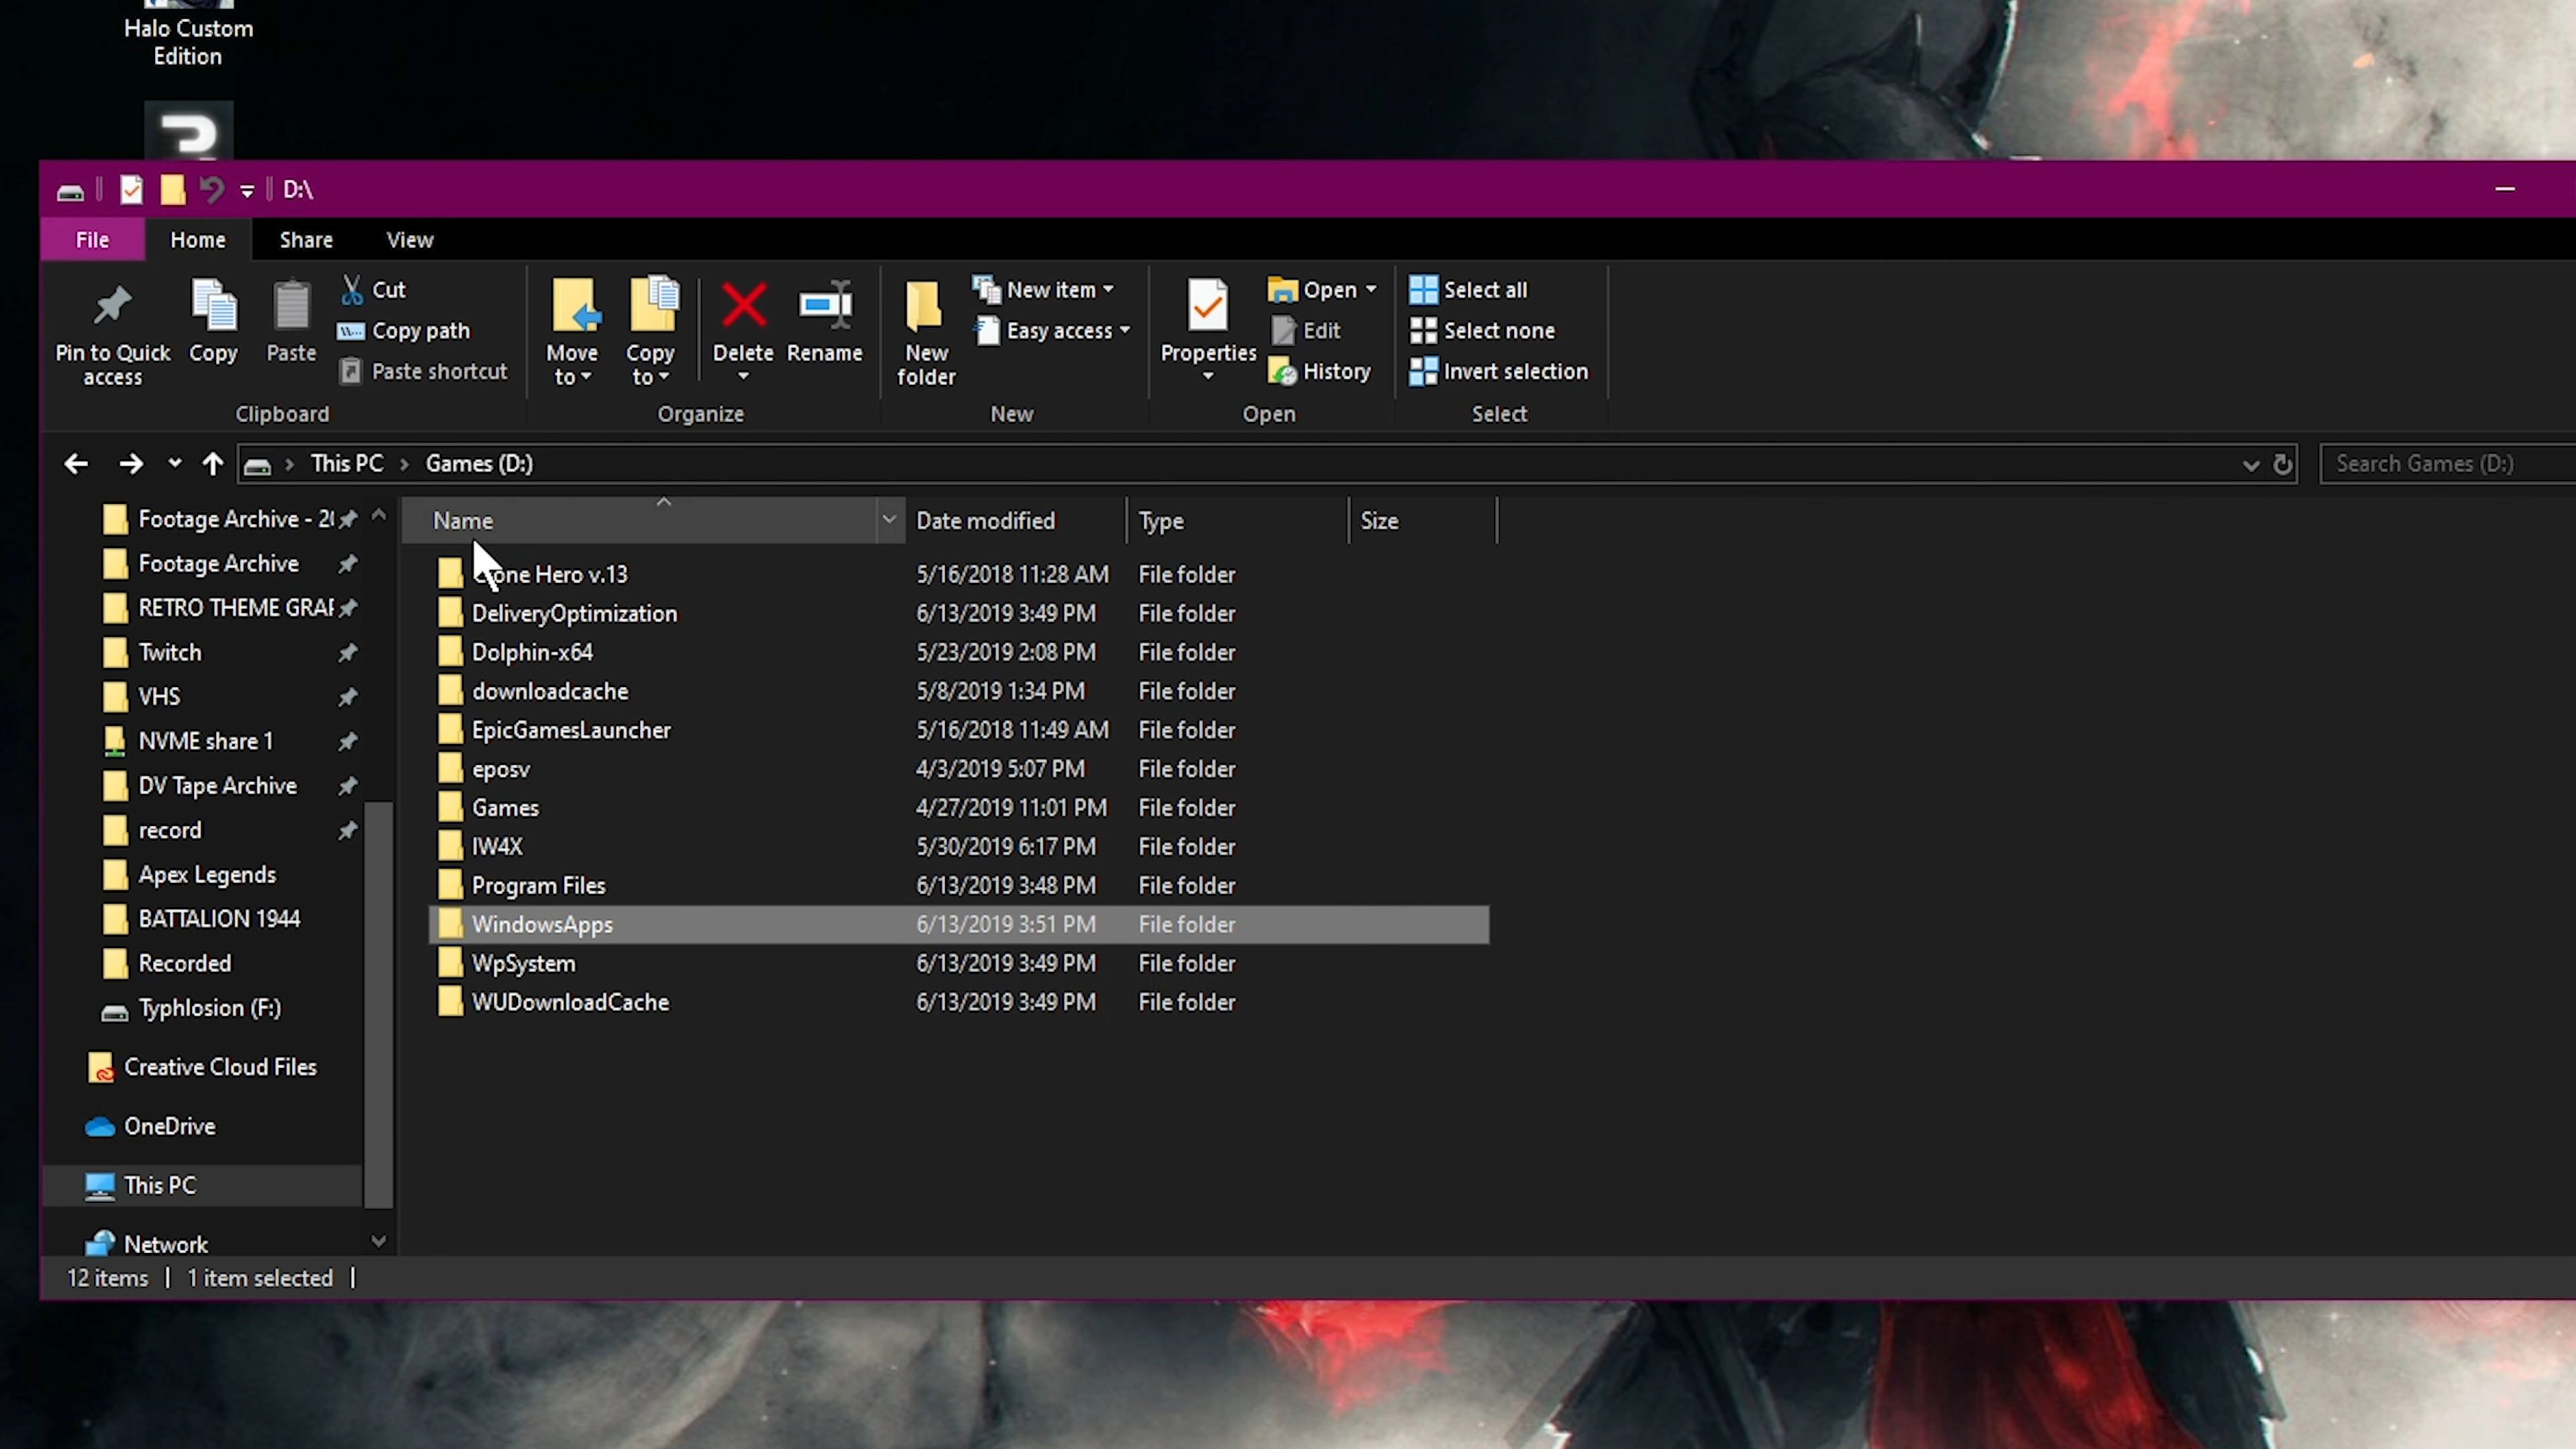 Halo Custom
Edition
D:\
File Home Share View
Pin to Quick
access
Copy
Paste
Cut
Copy path
Paste shortcut
Clipboard
Move
to
Copy
to
Delete
Rename
Organize
New
folder
New item
Easy access
New
Properties
Open
Edit
History
Open
Select all
Select none
Invert selection
Select
This PC > Games (D:)
Search Games (D:)
Footage Archive - 20
Footage Archive
RETRO THEME GRAP
Twitch
VHS
NVME share 1
DV Tape Archive
record
Apex Legends
BATTALION 1944
Recorded
Typhlosion (F:)
Creative Cloud Files
OneDrive
This PC
Network
Name Date modified Type Size
Hero v.13 5/16/2018 11:28 AM File folder
DeliveryOptimization 6/13/2019 3:49 PM File folder
Dolphin-x64 5/23/2019 2:08 PM File folder
downloadcache 5/8/2019 1:34 PM File folder
EpicGamesLauncher 5/16/2018 11:49 AM File folder
eposv 4/3/2019 5:07 PM File folder
Games 4/27/2019 11:01 PM File folder
IW4X 5/30/2019 6:17 PM File folder
Program Files 6/13/2019 3:48 PM File folder
WindowsApps 6/13/2019 3:51 PM File folder
WpSystem 6/13/2019 3:49 PM File folder
WUDownloadCache 6/13/2019 3:49 PM File folder
12 items | 1 item selected |